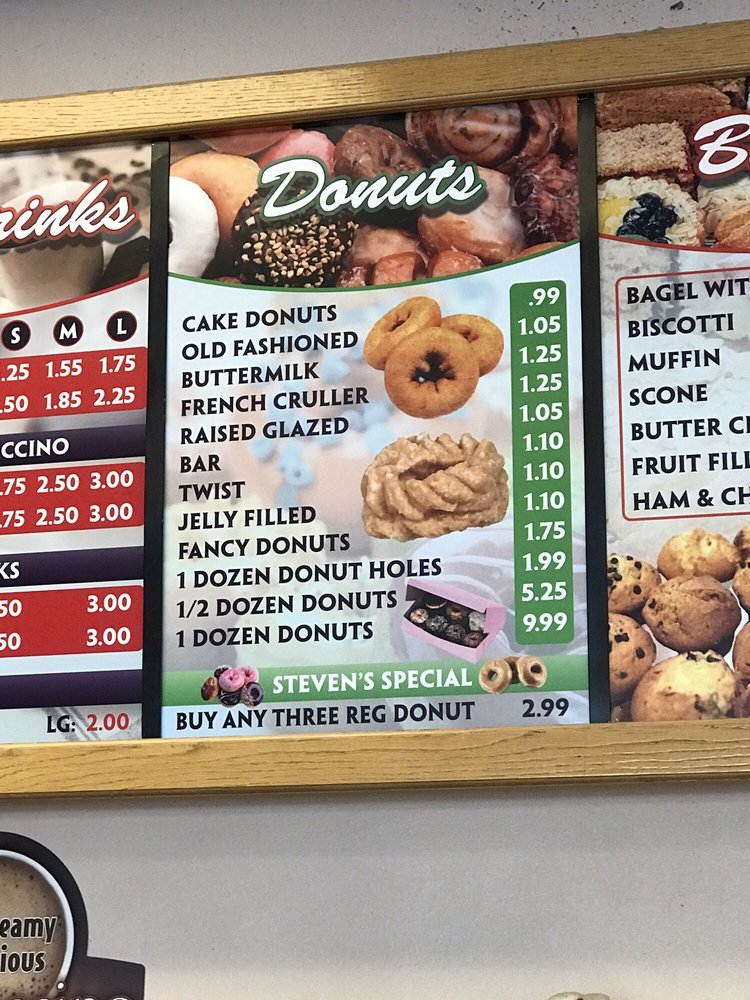 Donuts
CAKE DONUTS .99
OLD FASHIONED 1.05
BUTTERMILK 1.25
FRENCH CRULLER 1.25
RAISED GLAZED 1.05
BAR 1.10
TWIST 1.10
JELLY FILLED 1.10
FANCY DONUTS 1.75
1 DOZEN DONUT HOLES 1.99
1/2 DOZEN DONUTS 5.25
1 DOZEN DONUTS 9.99
STEVEN'S SPECIAL
BUY ANY THREE REG DONUT 2.99
rinks
S M L
.25 1.55 1.75
.50 1.85 2.25
CCINO
.75 2.50 3.00
.75 2.50 3.00
KS
50 3.00
50 3.00
LG: 2.00
B
BAGEL WIT
BISCOTTI
MUFFIN
SCONE
BUTTER C
FRUIT FILL
HAM & CH
eamy
ious